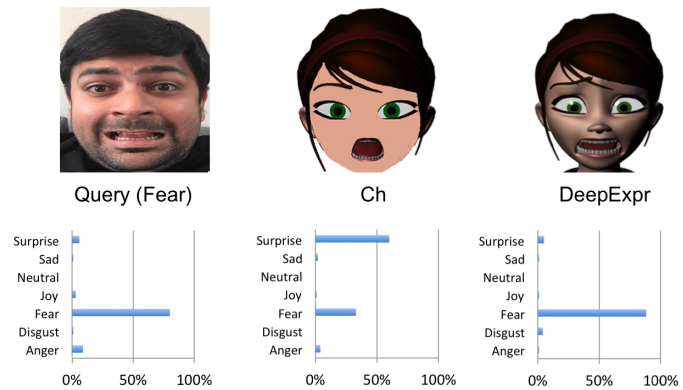 Query (Fear)
Ch
DeepExpr
Surprise
Sad
Neutral
Joy
Fear
Disgust
Anger
0% 50% 100%
Surprise
Sad
Neutral
Joy
Fear
Disgust
Anger
0% 50% 100%
Surprise
Sad
Neutral
Joy
Fear
Disgust
Anger
0% 50% 100%